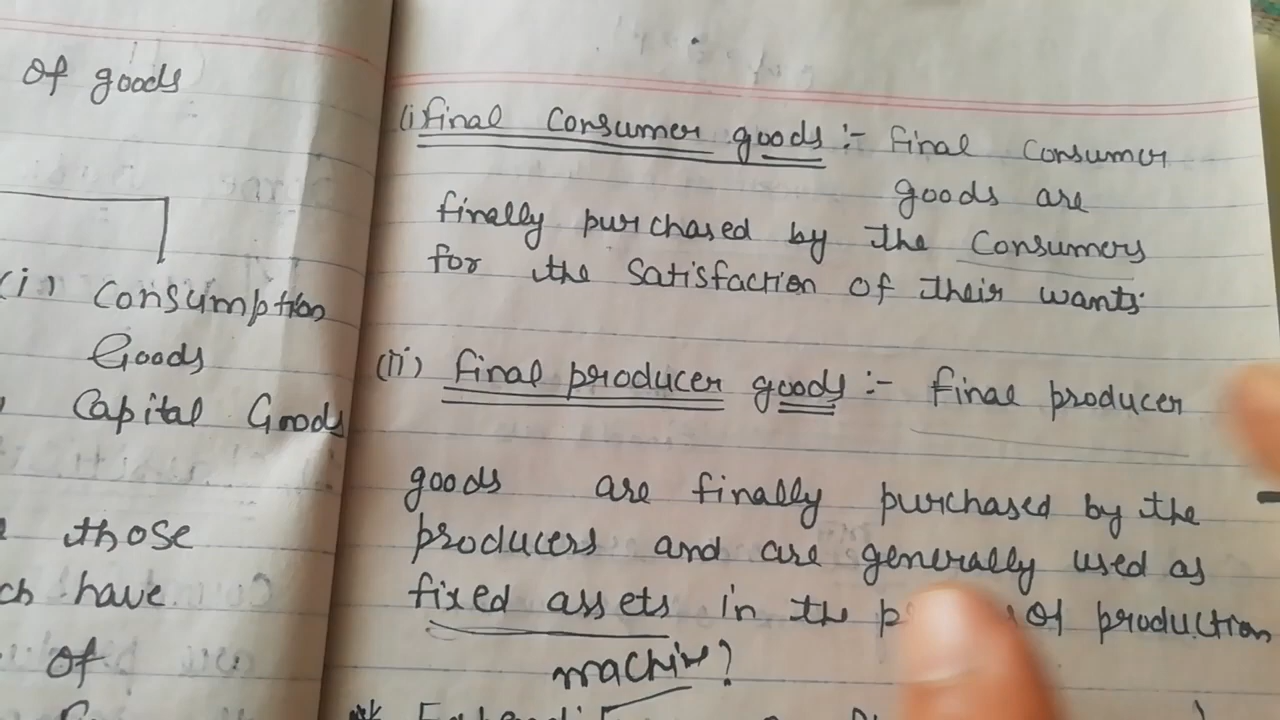 Of goods
(i) Consumption
Goods
Capital Goods
those
have
of
(i) final Consumer goods :- final Consumer
goods are
finally purchased by the Consumers
for the Satisfaction of their wants.
(ii) final producer goods :- final producer
goods are finally purchased by the
producers and are generally used as
fixed assets in the of production
machine?